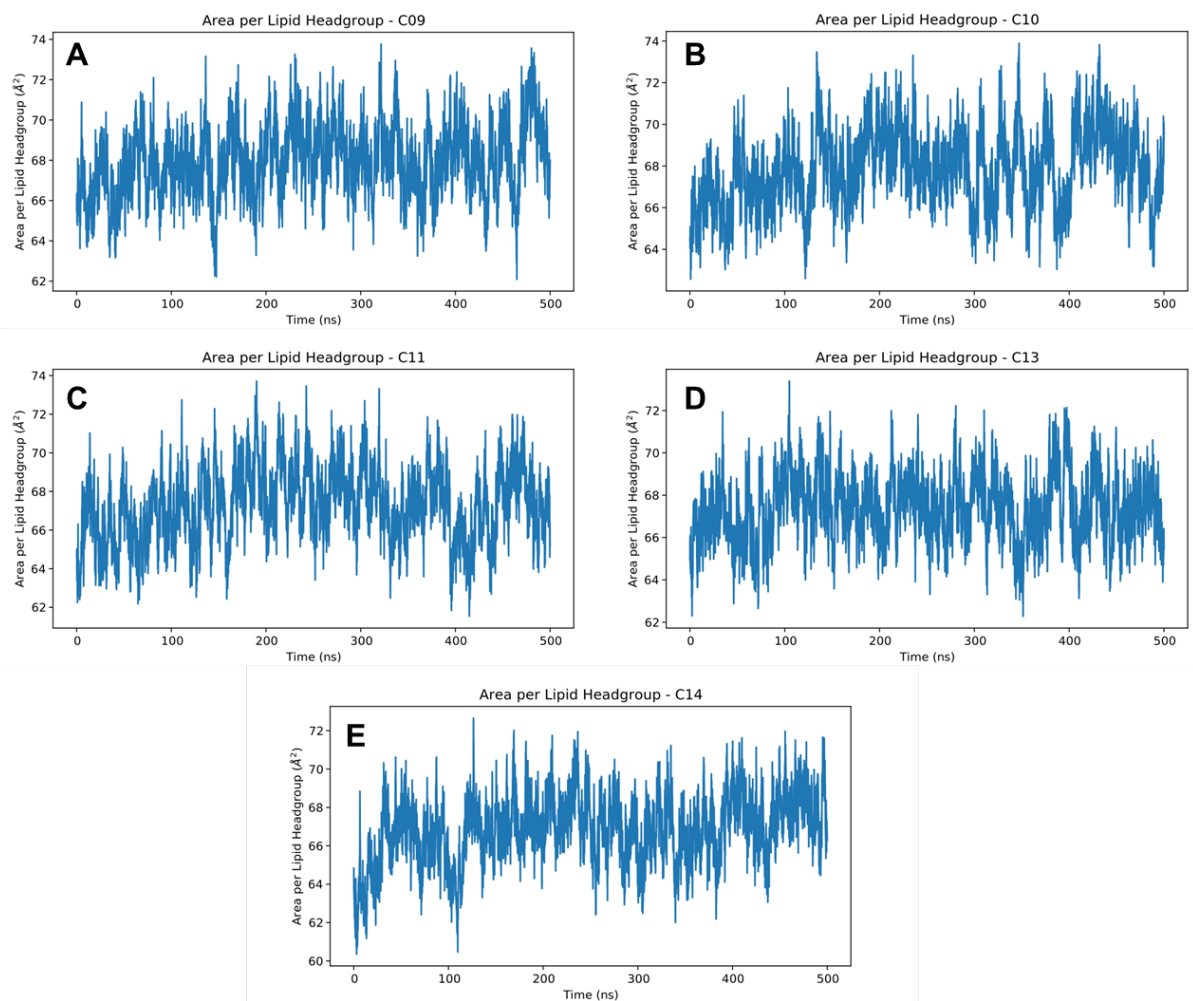 Area per Lipid Headgroup - C09
A
Area per Lipid Headgroup (Å²)
74
72
70
68
66
64
62
0 100 200 300 400 500
Time (ns)
Area per Lipid Headgroup - C10
B
Area per Lipid Headgroup (Å²)
74
72
70
68
66
64
0 100 200 300 400 500
Time (ns)
Area per Lipid Headgroup - C11
C
Area per Lipid Headgroup (Å²)
74
72
70
68
66
64
62
0 100 200 300 400 500
Time (ns)
Area per Lipid Headgroup - C13
D
Area per Lipid Headgroup (Å²)
72
70
68
66
64
62
0 100 200 300 400 500
Time (ns)
Area per Lipid Headgroup - C14
E
Area per Lipid Headgroup (Å²)
72
70
68
66
64
62
60
0 100 200 300 400 500
Time (ns)